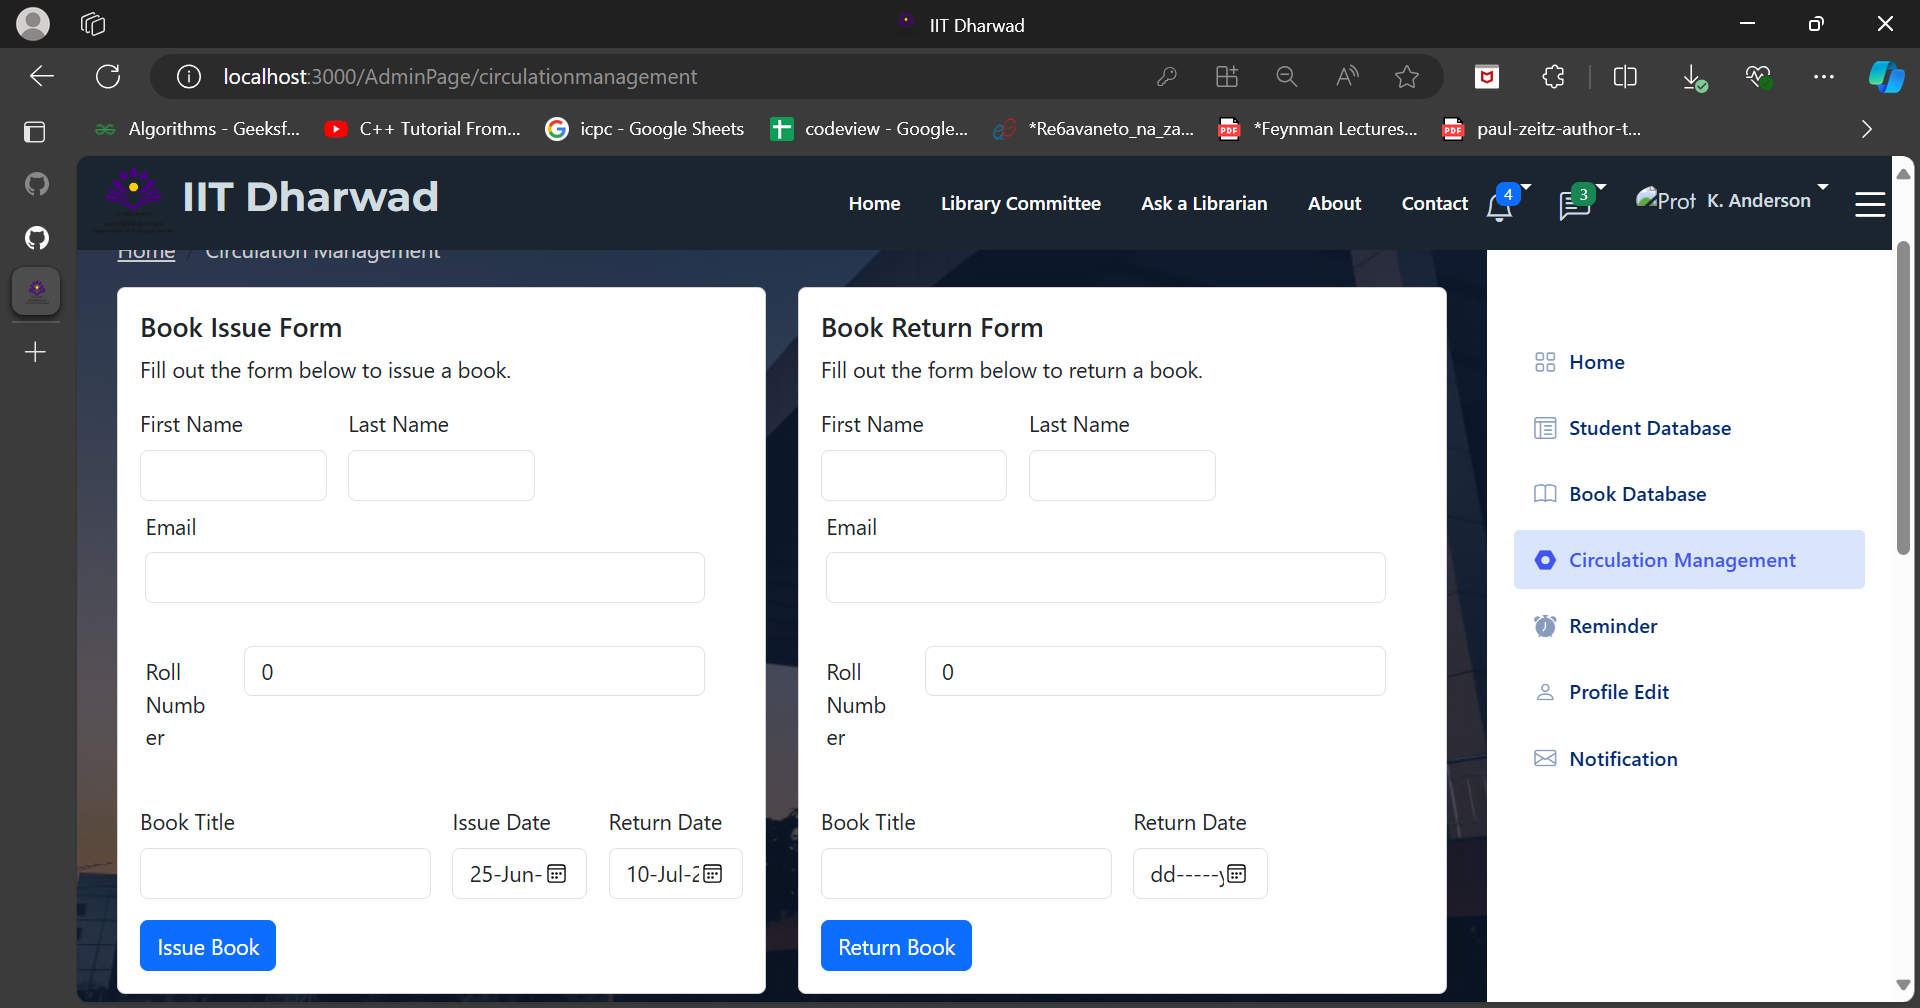 IIT Dharwad
localhost:3000/AdminPage/circulationmanagement
Algorithms - Geeksf...
C++ Tutorial From...
icpc - Google Sheets
codeview - Google...
*Re6avaneto_na_za...
*Feynman Lectures...
paul-zeitz-author-t...
IIT Dharwad
Home
Library Committee
Ask a Librarian
About
Contact
4
3
Prof
K. Anderson
Home / Circulation Management
Book Issue Form
Fill out the form below to issue a book.
First Name
Last Name
Email
Roll
Numb
er
0
Book Title
Issue Date
Return Date
25-Jun-
10-Jul-2
Issue Book
Book Return Form
Fill out the form below to return a book.
First Name
Last Name
Email
Roll
Numb
er
0
Book Title
Return Date
dd-----y
Return Book
Home
Student Database
Book Database
Circulation Management
Reminder
Profile Edit
Notification